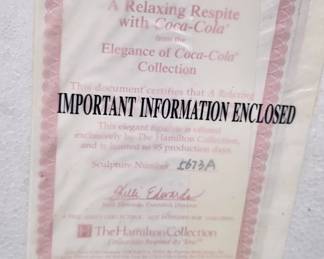 A Relaxing Respite
with Coca-Cola®
from the
Elegance of Coca-Cola®
Collection
This document certifies that A Relaxing
IMPORTANT INFORMATION ENCLOSED
This elegant figurine is offered
exclusively by The Hamilton Collection,
and is limited to 95 production days.
Sculpture Number 5673A
The Hamilton Collection